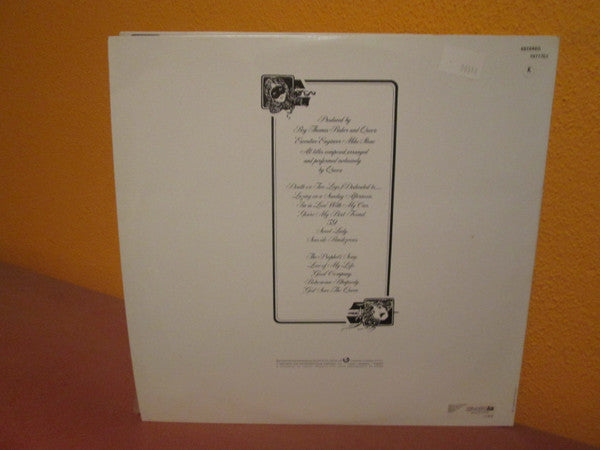 Produced by
Roy Thomas Baker and Queen
Executive Engineer: Mike Stone
All titles composed, arranged
and performed exclusively
by Queen
Death on Two Legs (Dedicated to....
Lazing on a Sunday Afternoon.
I'm in Love With My Car.
You're My Best Friend.
'39.
Sweet Lady.
Seaside Rendezvous.
The Prophet's Song.
Love of My Life.
Good Company.
Bohemian Rhapsody.
God Save The Queen
K